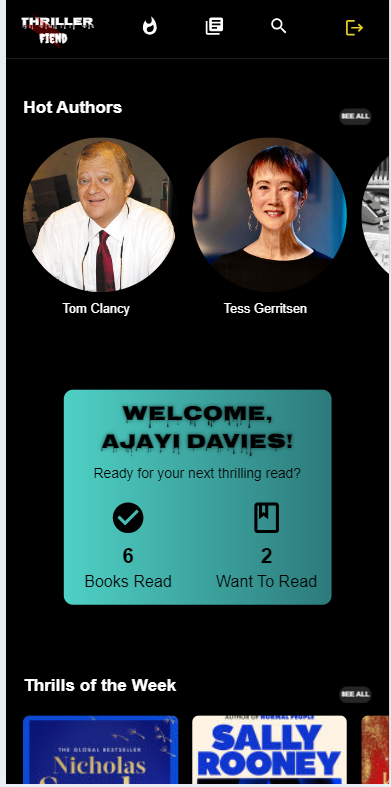 THRILLER
FIEND
Hot Authors
SEE ALL
Tom Clancy
Tess Gerritsen
WELCOME,
AJAYI DAVIES!
Ready for your next thrilling read?
6
2
Books Read
Want To Read
Thrills of the Week
SEE ALL
THE GLOBAL BESTSELLER
Nicholas
AUTHOR OF NORMAL PEOPLE
SALLY
ROONEY